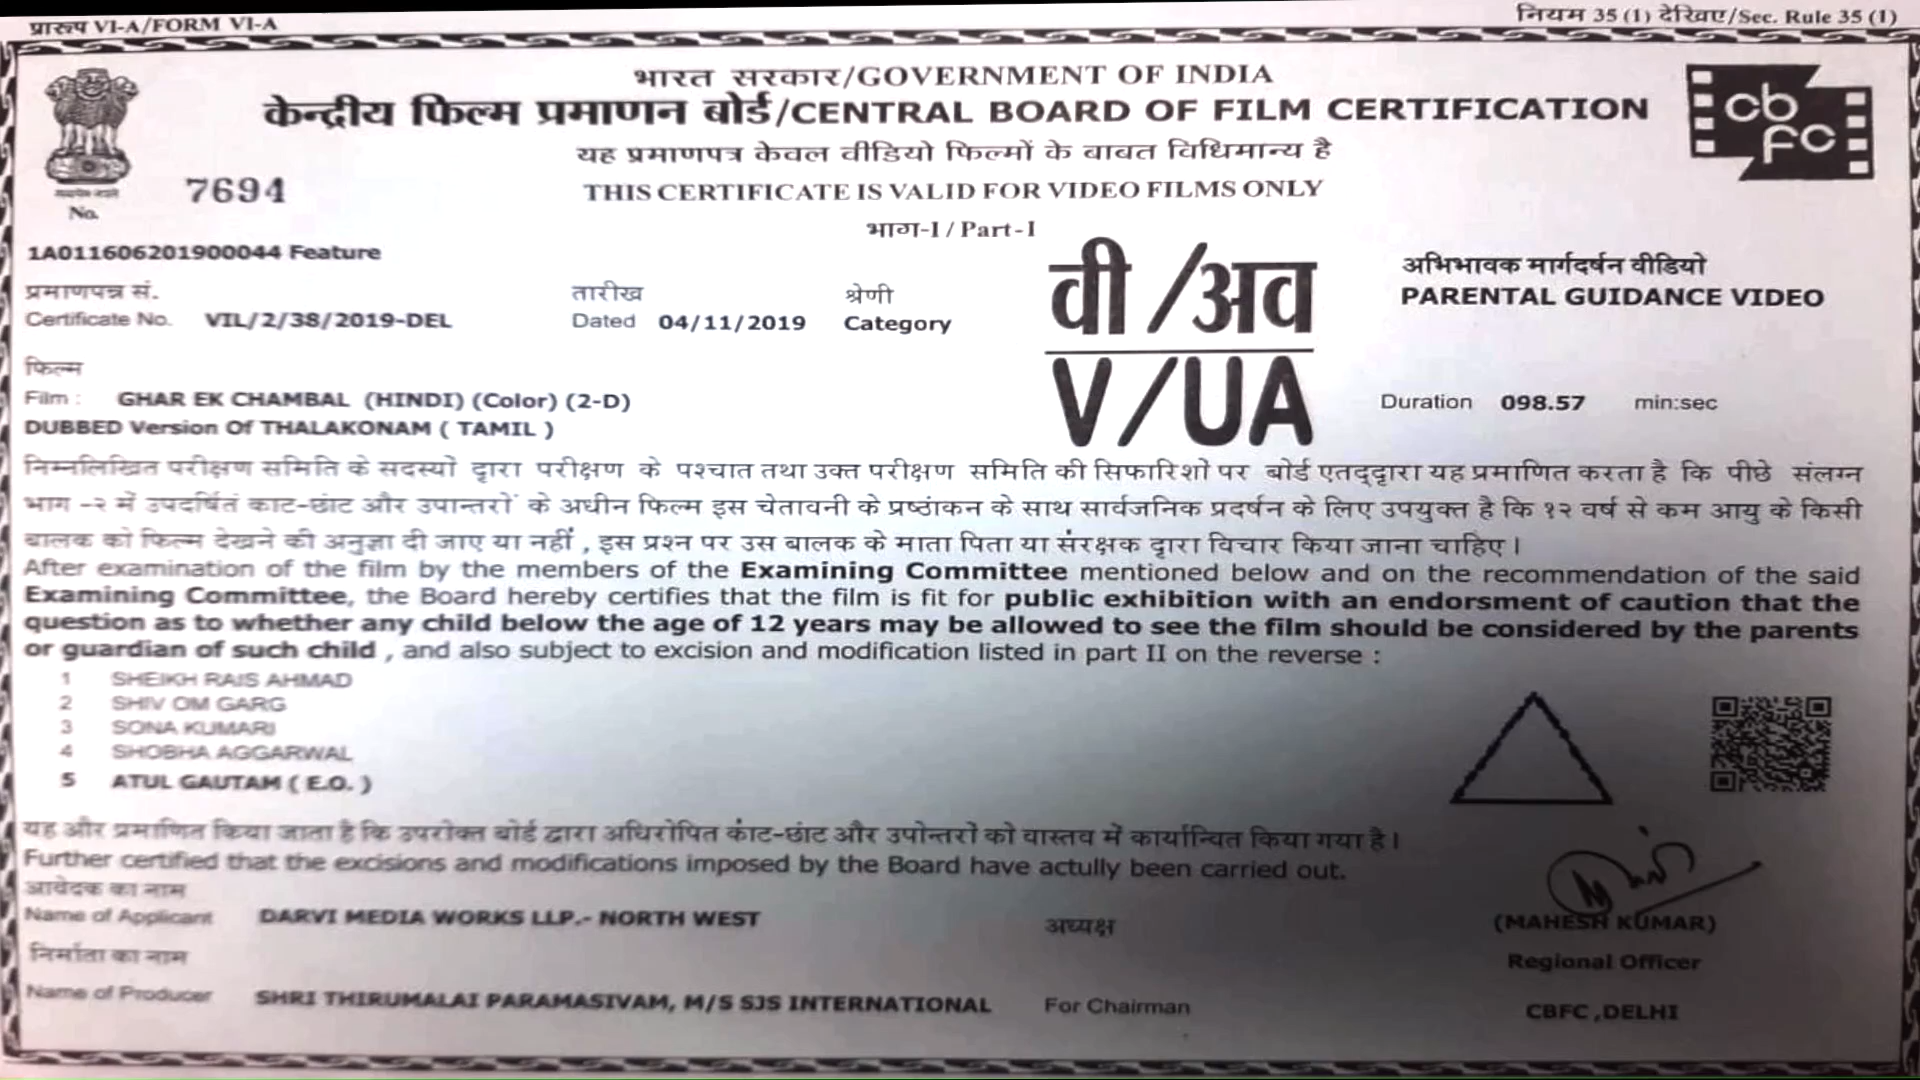 प्रारूप VI-A/FORM VI-A
नियम 35 (1) देखिए/Sec. Rule 35 (1)
भारत सरकार/GOVERNMENT OF INDIA
केन्द्रीय फिल्म प्रमाणन बोर्ड/CENTRAL BOARD OF FILM CERTIFICATION
cb
fc
यह प्रमाणपत्र केवल वीडियो फिल्मों के बावत विधिमान्य है
THIS CERTIFICATE IS VALID FOR VIDEO FILMS ONLY
No. 7694
भाग-I / Part-I
1A011606201900044 Feature
प्रमाणपत्र सं. तारीख श्रेणी
Certificate No. VIL/2/38/2019-DEL Dated 04/11/2019 Category
वी/अव
V/UA
अभिभावक मार्गदर्षन वीडियो
PARENTAL GUIDANCE VIDEO
फिल्म
Film : GHAR EK CHAMBAL (HINDI) (Color) (2-D)
Duration 098.57 min:sec
DUBBED Version Of THALAKONAM ( TAMIL )
निम्नलिखित परीक्षण समिति के सदस्यों द्वारा परीक्षण के पश्चात तथा उक्त परीक्षण समिति की सिफारिशों पर बोर्ड एतद्द्वारा यह प्रमाणित करता है कि पीछे संलग्न
भाग -२ में उपदर्षित काट-छांट और उपान्तरों के अधीन फिल्म इस चेतावनी के प्रष्ठांकन के साथ सार्वजनिक प्रदर्षन के लिए उपयुक्त है कि १२ वर्ष से कम आयु के किसी
बालक को फिल्म देखने की अनुज्ञा दी जाए या नहीं , इस प्रश्न पर उस बालक के माता पिता या संरक्षक द्वारा विचार किया जाना चाहिए ।
After examination of the film by the members of the Examining Committee mentioned below and on the recommendation of the said
Examining Committee, the Board hereby certifies that the film is fit for public exhibition with an endorsment of caution that the
question as to whether any child below the age of 12 years may be allowed to see the film should be considered by the parents
or guardian of such child , and also subject to excision and modification listed in part II on the reverse :
1 SHEIKH RAIS AHMAD
2 SHIV OM GARG
3 SONA KUMARI
4 SHOBHA AGGARWAL
5 ATUL GAUTAM ( E.O. )
यह और प्रमाणित किया जाता है कि उपरोक्त बोर्ड द्वारा अधिरोपित कांट-छांट और उपोन्तरों को वास्तव में कार्यान्वित किया गया है ।
Further certified that the excisions and modifications imposed by the Board have actully been carried out.
आवेदक का नाम
Name of Applicant DARVI MEDIA WORKS LLP.- NORTH WEST
अध्यक्ष
(MAHESH KUMAR)
निर्माता का नाम
Regional Officer
Name of Producer SHRI THIRUMALAI PARAMASIVAM, M/S SJS INTERNATIONAL
For Chairman
CBFC ,DELHI